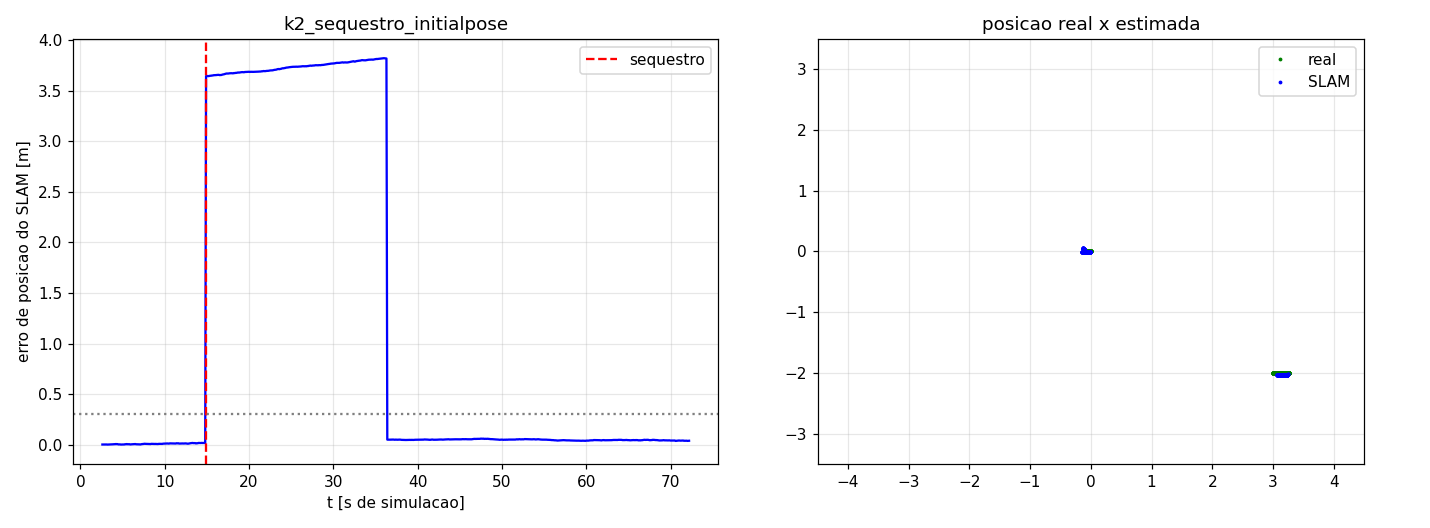 k2_sequestro_initialpose
erro de posicao do SLAM [m]
4.0
3.5
3.0
2.5
2.0
1.5
1.0
0.5
0.0
sequestro
0 10 20 30 40 50 60 70
t [s de simulacao]
posicao real x estimada
3
2
1
0
−1
−2
−3
real
SLAM
−4 −3 −2 −1 0 1 2 3 4